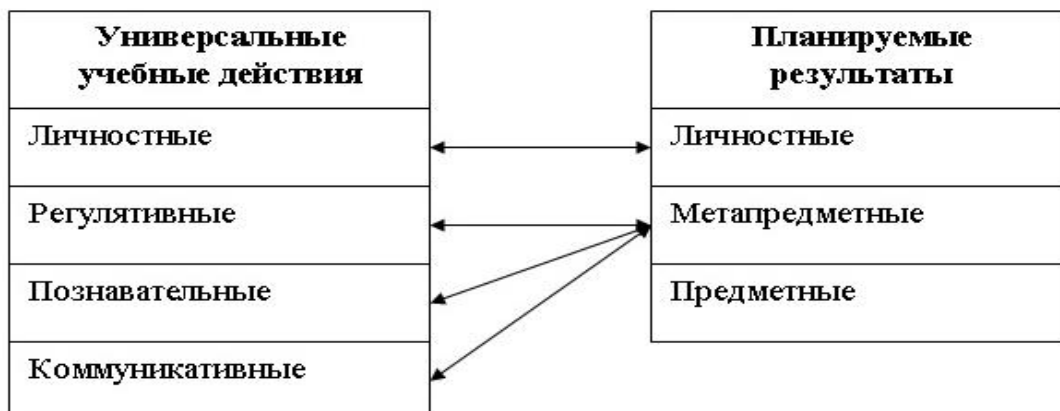 Универсальные
учебные действия
Личностные
Регулятивные
Познавательные
Коммуникативные
Планируемые
результаты
Личностные
Метапредметные
Предметные